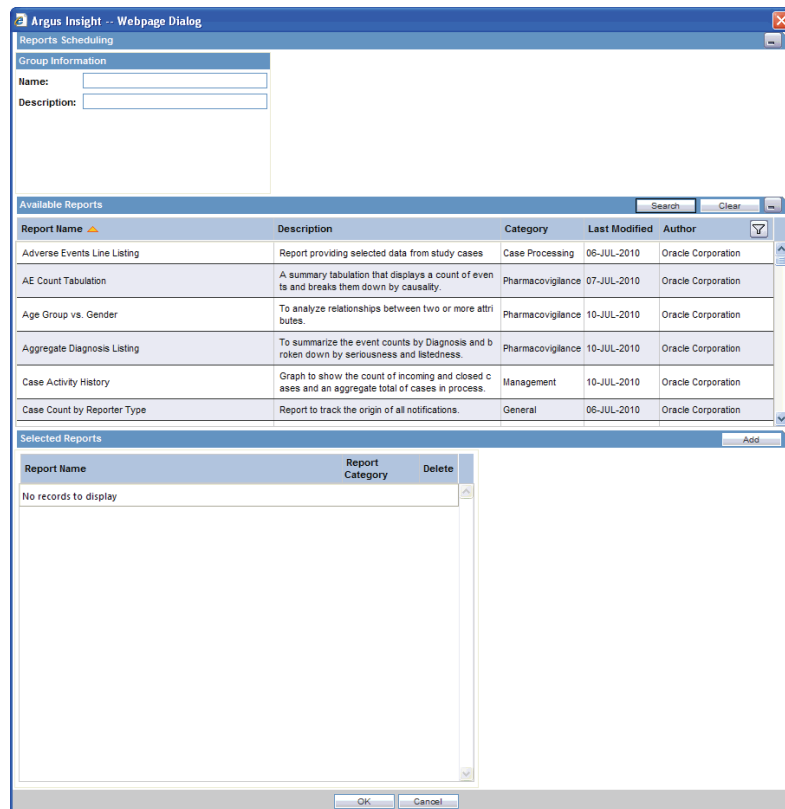 Argus Insight -- Webpage Dialog
Reports Scheduling
Group Information
Name:
Description:
Available Reports Search Clear
Report Name Description Category Last Modified Author
Adverse Events Line Listing Report providing selected data from study cases Case Processing 06-JUL-2010 Oracle Corporation
AE Count Tabulation A summary tabulation that displays a count of even
ts and breaks them down by causality. Pharmacovigilance 07-JUL-2010 Oracle Corporation
Age Group vs. Gender To analyze relationships between two or more attri
butes. Pharmacovigilance 10-JUL-2010 Oracle Corporation
Aggregate Diagnosis Listing To summarize the event counts by Diagnosis and b
roken down by seriousness and listedness. Pharmacovigilance 10-JUL-2010 Oracle Corporation
Case Activity History Graph to show the count of incoming and closed c
ases and an aggregate total of cases in process. Management 10-JUL-2010 Oracle Corporation
Case Count by Reporter Type Report to track the origin of all notifications. General 06-JUL-2010 Oracle Corporation
Selected Reports Add
Report Name Report
Category Delete
No records to display
OK Cancel